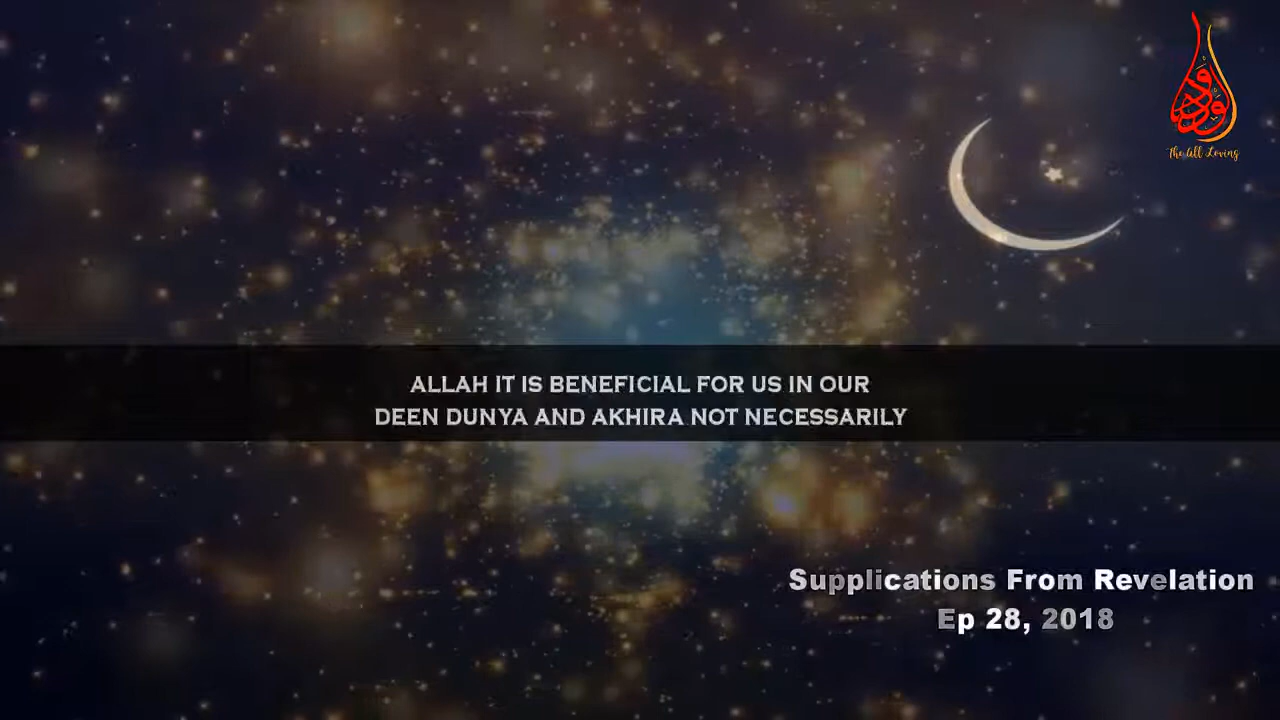 الودود
The All Loving
ALLAH IT IS BENEFICIAL FOR US IN OUR
DEEN DUNYA AND AKHIRA NOT NECESSARILY
Supplications From Revelation
Ep 28, 2018